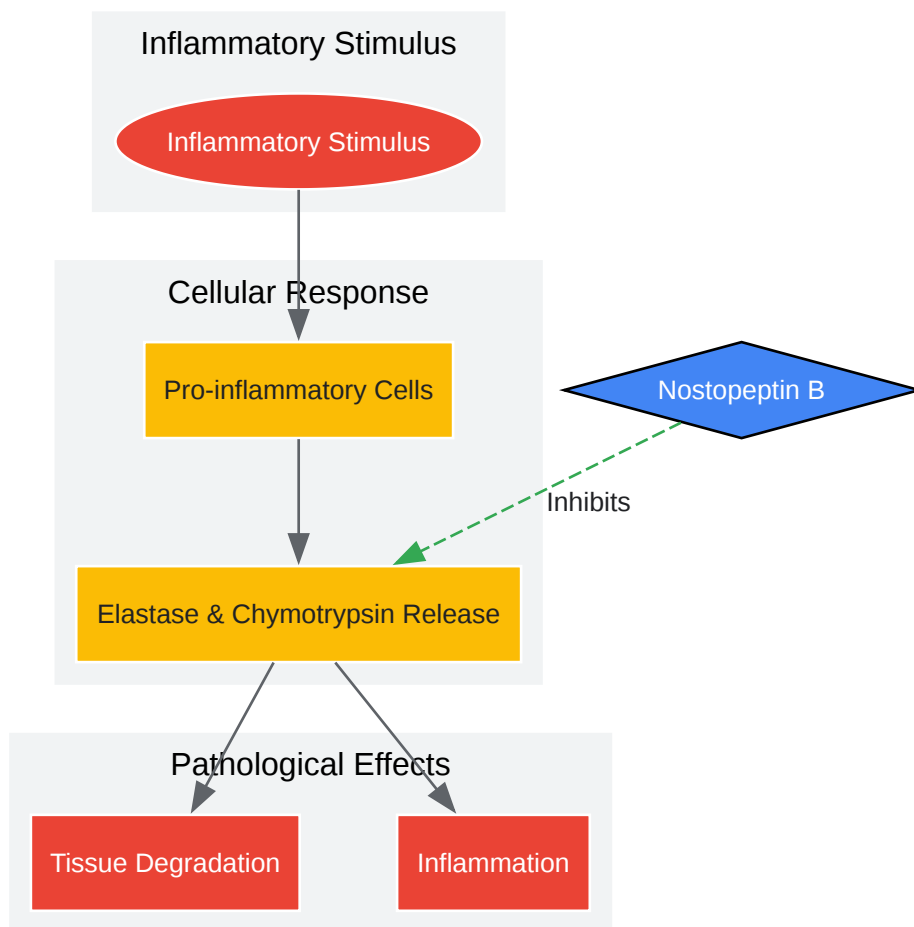 Inflammatory Stimulus
Inflammatory Stimulus
Cellular Response
Pro-inflammatory Cells
Nostopeptin B
Inhibits
Elastase & Chymotrypsin Release
Pathological Effects
Tissue Degradation
Inflammation